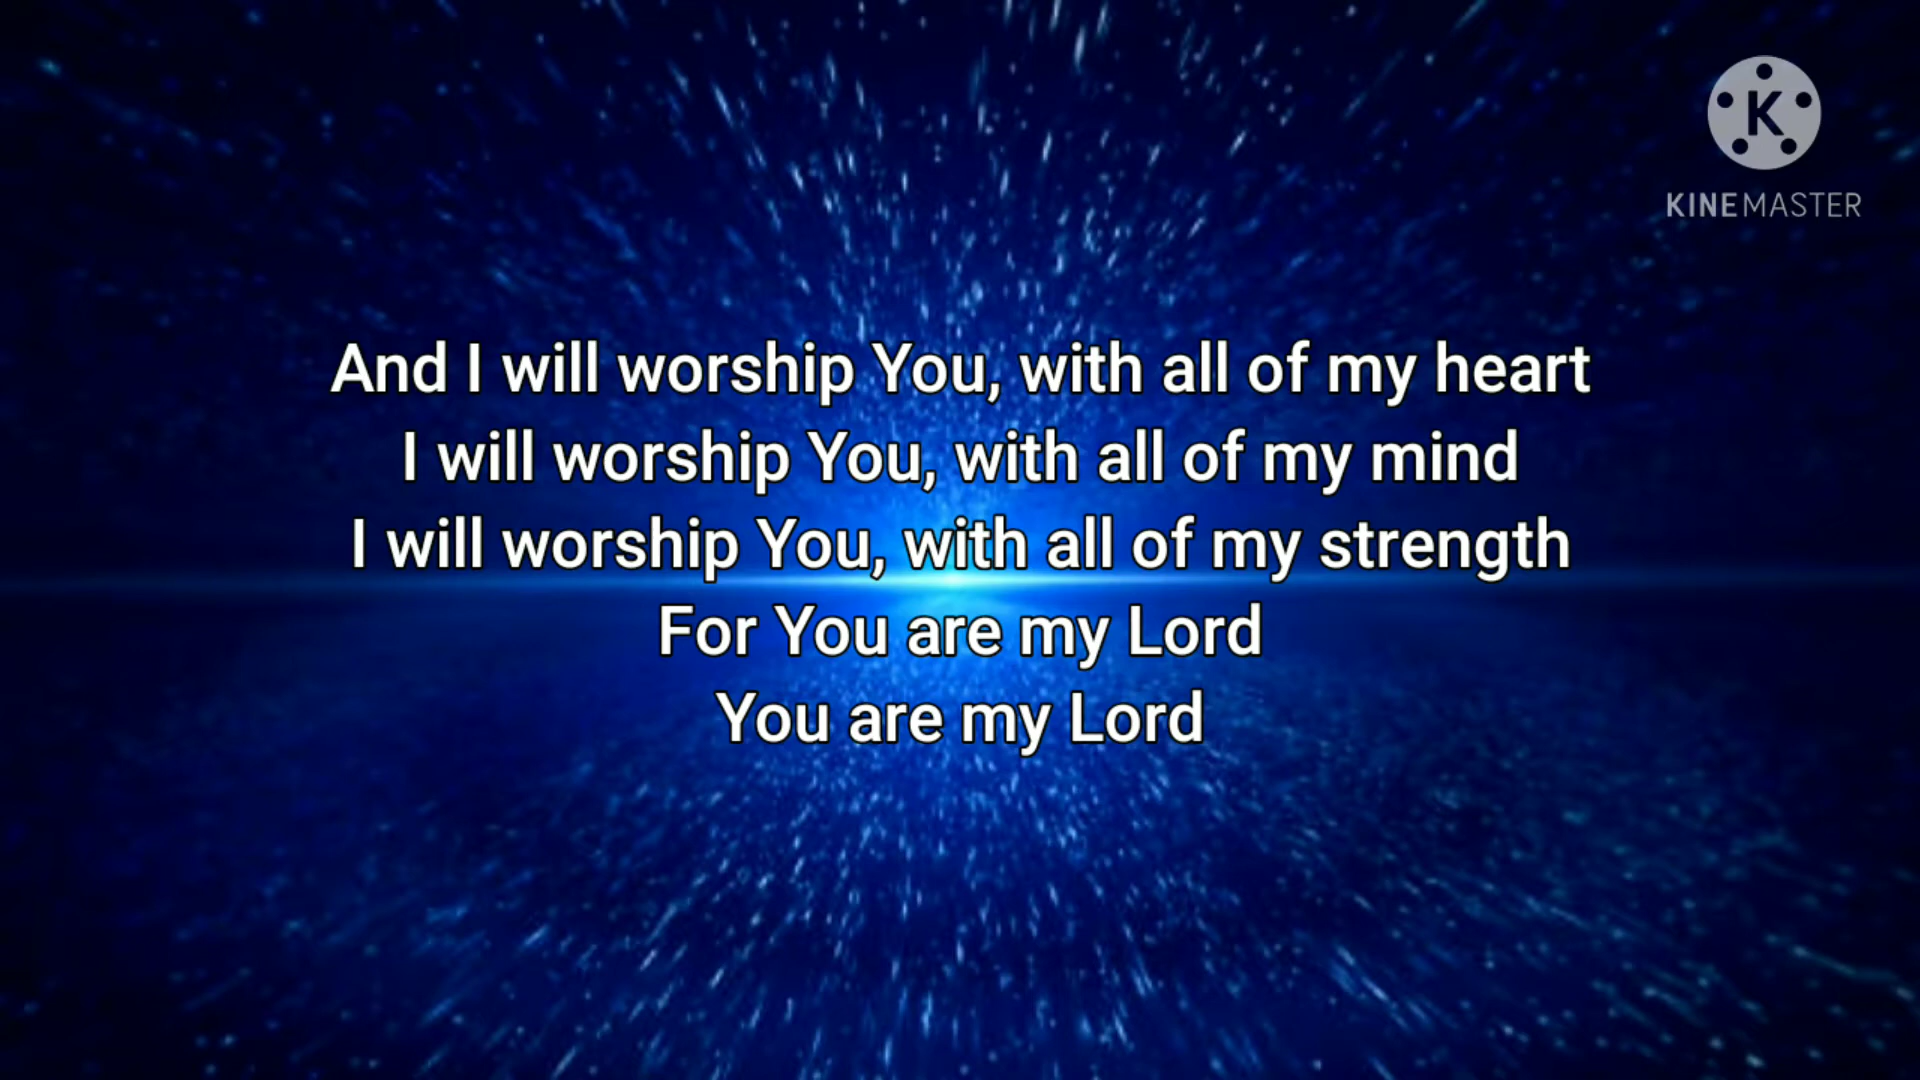 K
KINEMASTER
And I will worship You, with all of my heart
I will worship You, with all of my mind
I will worship You, with all of my strength
For You are my Lord
You are my Lord